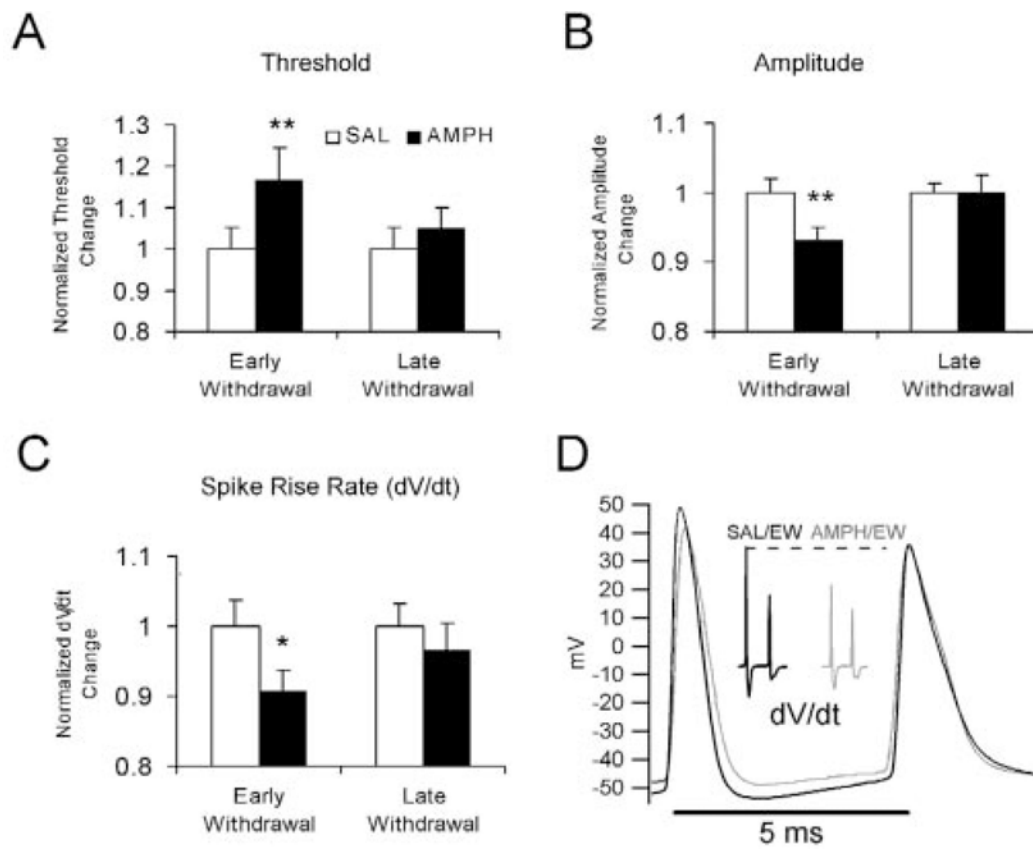 A
Threshold
Normalized Threshold
Change
1.3
1.2
1.1
1
0.9
0.8
**
SAL AMPH
Early
Withdrawal
Late
Withdrawal
B
Amplitude
Normalized Amplitude
Change
1.1
1
0.9
0.8
**
Early
Withdrawal
Late
Withdrawal
C
Spike Rise Rate (dV/dt)
Normalized dV/dt
Change
1.1
1
0.9
0.8
*
Early
Withdrawal
Late
Withdrawal
D
mV
50
40
30
20
10
0
-10
-20
-30
-40
-50
SAL/EW AMPH/EW
dV/dt
5 ms